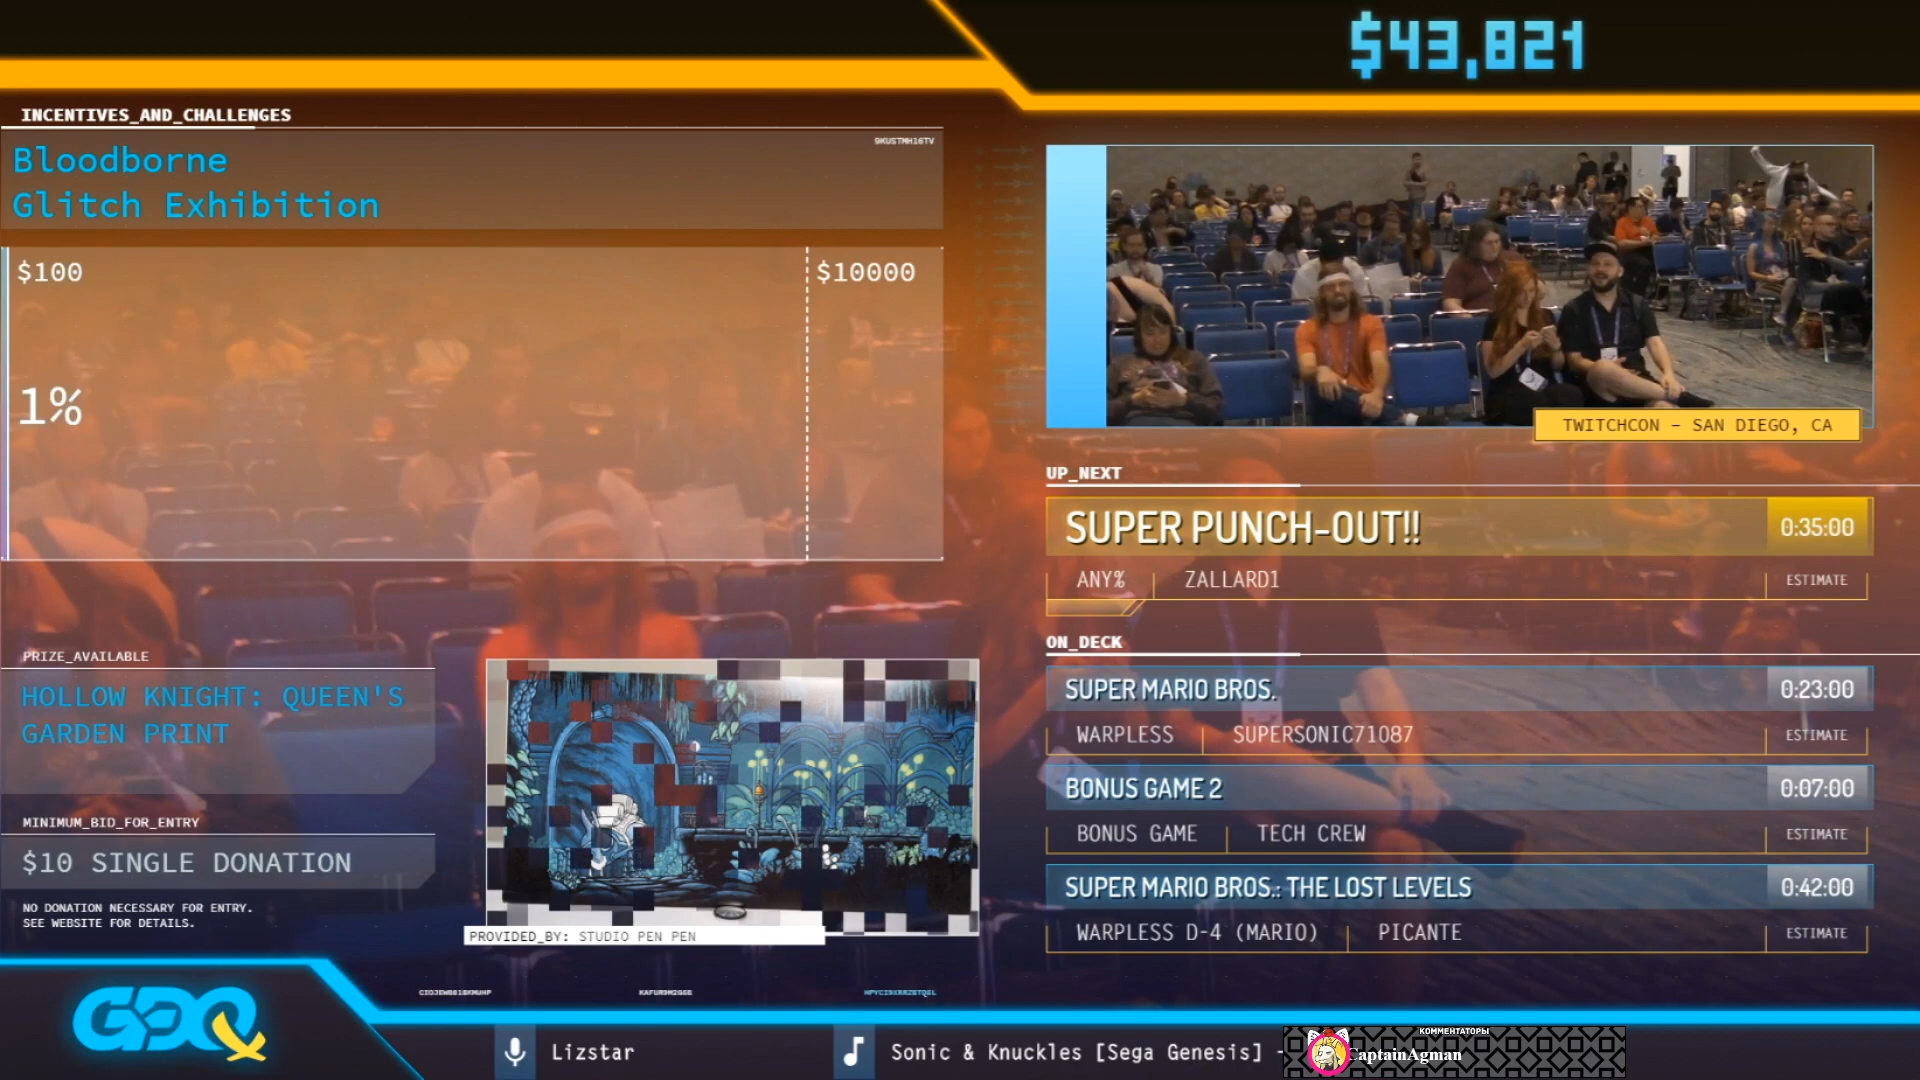 $43,821
INCENTIVES_AND_CHALLENGES
9KUSTMH16TV
Bloodborne
Glitch Exhibition
$100
$10000
1%
TWITCHCON - SAN DIEGO, CA
UP_NEXT
SUPER PUNCH-OUT!!
0:35:00
ANY%
ZALLARD1
ESTIMATE
ON_DECK
SUPER MARIO BROS.
0:23:00
WARPLESS
SUPERSONIC71087
ESTIMATE
BONUS GAME 2
0:07:00
BONUS GAME
TECH CREW
ESTIMATE
SUPER MARIO BROS.: THE LOST LEVELS
0:42:00
WARPLESS D-4 (MARIO)
PICANTE
ESTIMATE
PRIZE_AVAILABLE
HOLLOW KNIGHT: QUEEN'S
GARDEN PRINT
MINIMUM_BID_FOR_ENTRY
$10 SINGLE DONATION
NO DONATION NECESSARY FOR ENTRY.
SEE WEBSITE FOR DETAILS.
PROVIDED_BY: STUDIO PEN PEN
GDQX
Lizstar
Sonic & Knuckles [Sega Genesis] -
КОММЕНТАТОРЫ
CaptainAgman